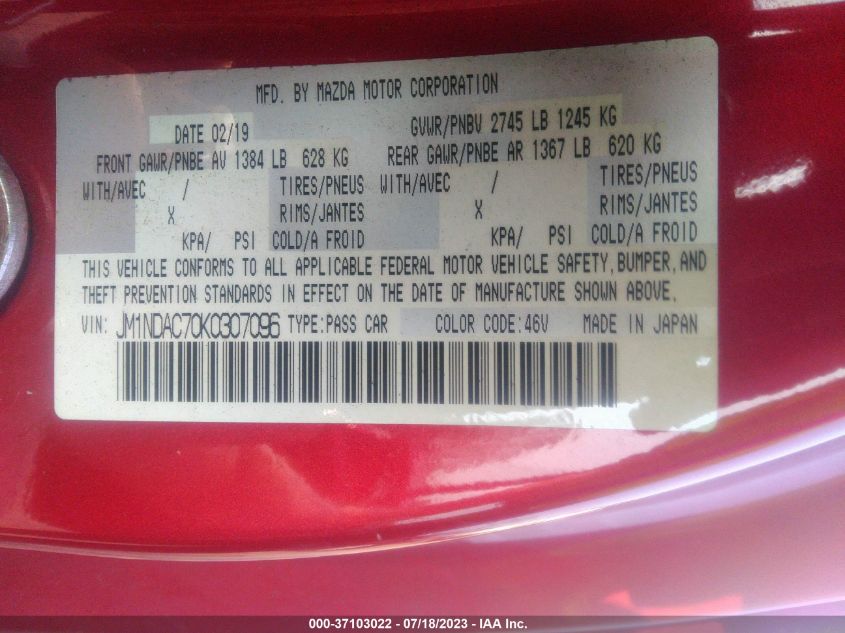 MFD. BY MAZDA MOTOR CORPORATION
DATE 02/19 GVWR/PNBV 2745 LB 1245 KG
FRONT GAWR/PNBE AV 1384 LB 628 KG REAR GAWR/PNBE AR 1367 LB 620 KG
WITH/AVEC / TIRES/PNEUS WITH/AVEC / TIRES/PNEUS
X RIMS/JANTES X RIMS/JANTES
KPA/ PSI COLD/A FROID KPA/ PSI COLD/A FROID
THIS VEHICLE CONFORMS TO ALL APPLICABLE FEDERAL MOTOR VEHICLE SAFETY, BUMPER, AND
THEFT PREVENTION STANDARDS IN EFFECT ON THE DATE OF MANUFACTURE SHOWN ABOVE.
VIN: JM1NDAC70K0307096 TYPE:PASS CAR COLOR CODE:46V MADE IN JAPAN
000-37103022 - 07/18/2023 - IAA Inc.